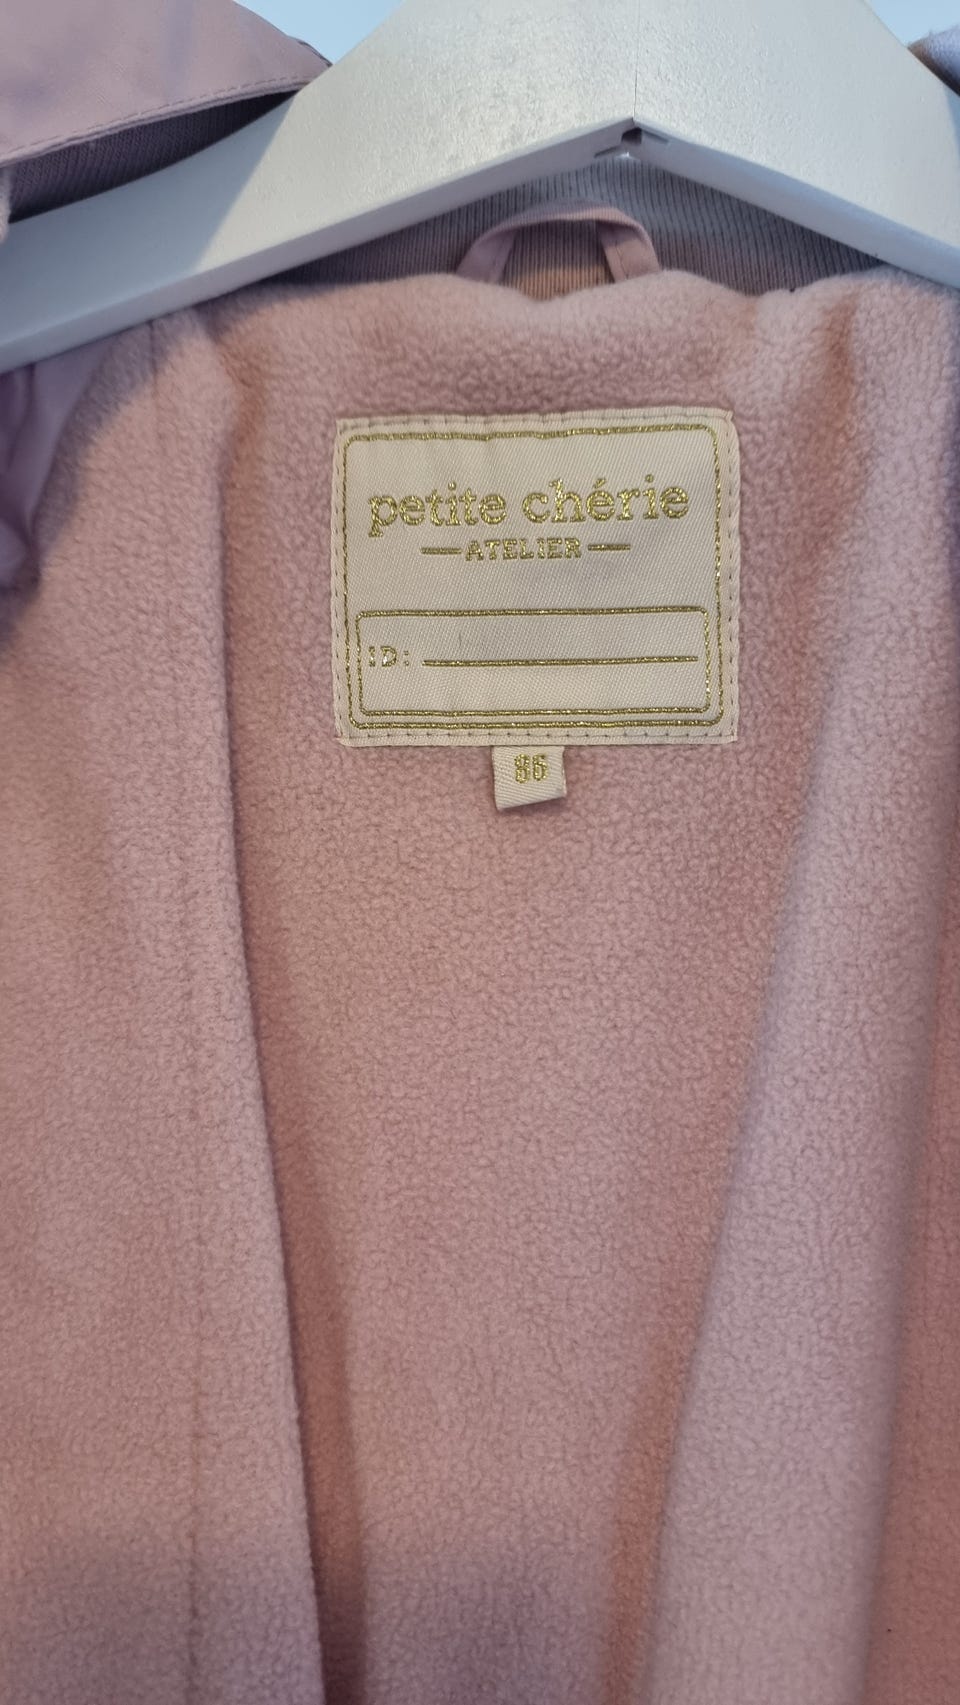 petite chérie
ATELIER
ID:
86